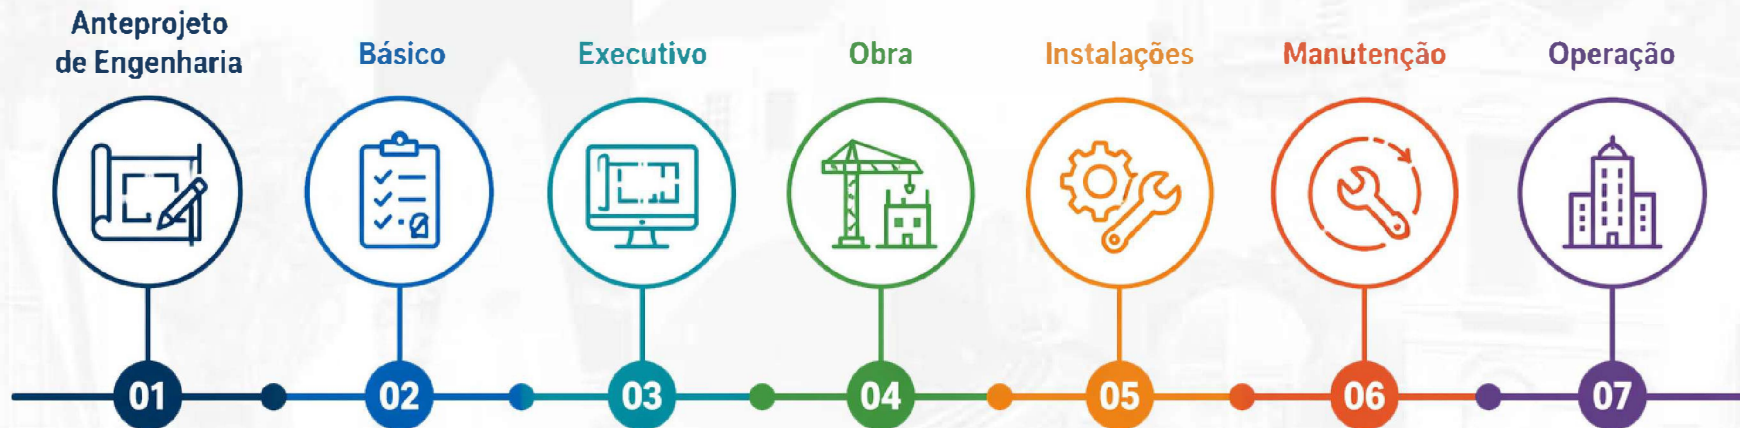 Anteprojeto
de Engenharia
Básico
Executivo
Obra
Instalações
Manutenção
Operação
01
02
03
04
05
06
07